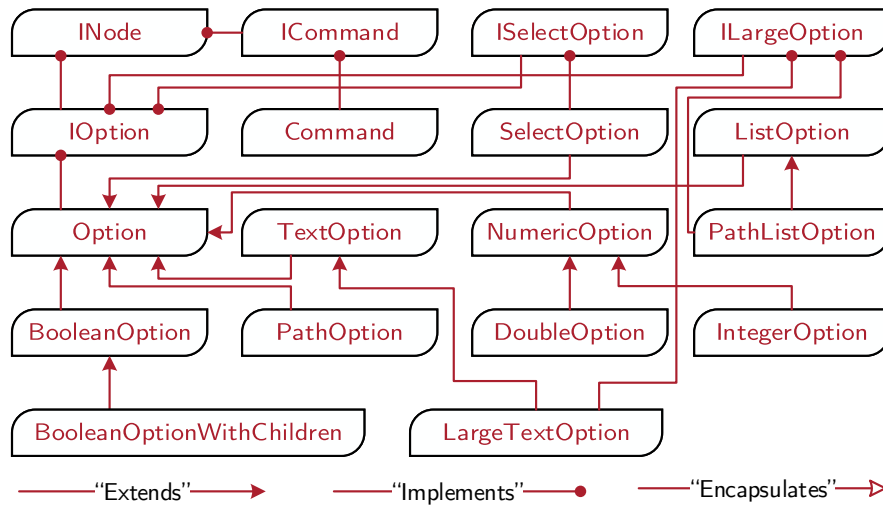 INode ICommand ISelectOption ILargeOption
IOption Command SelectOption ListOption
Option TextOption NumericOption PathListOption
BooleanOption PathOption DoubleOption IntegerOption
BooleanOptionWithChildren LargeTextOption
“Extends” “Implements” “Encapsulates”